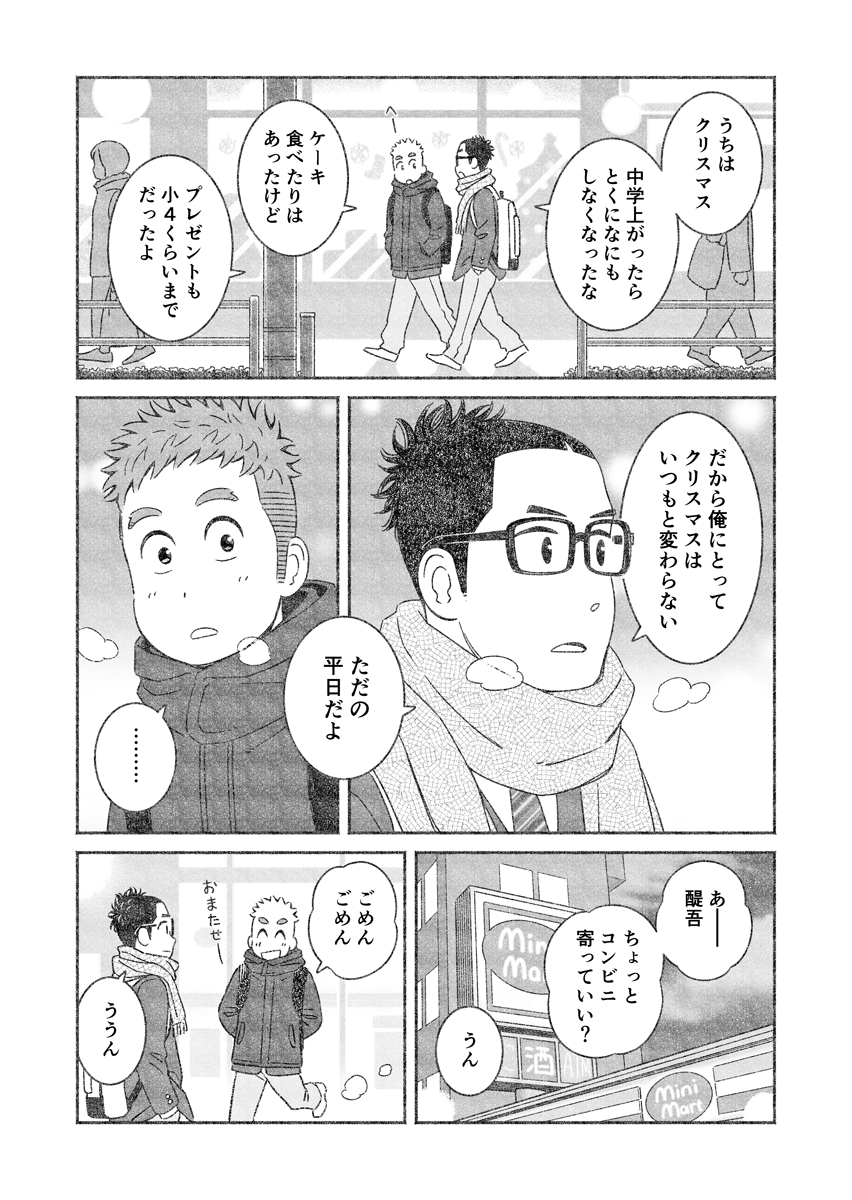 うちは
クリスマス
中学上がったら
とくになにも
しなくなったな
へ
ケーキ
食べたりは
あったけど
プレゼントも
小4くらいまで
だったよ
だから俺にとって
クリスマスは
いつもと変わらない
ただの
平日だよ
………
あー
醍吾
ちょっと
コンビニ
寄っていい？
うん
Mini
Mart
酒
ATM
Mini
Mart
ごめん
ごめん
おまたせー
ううん